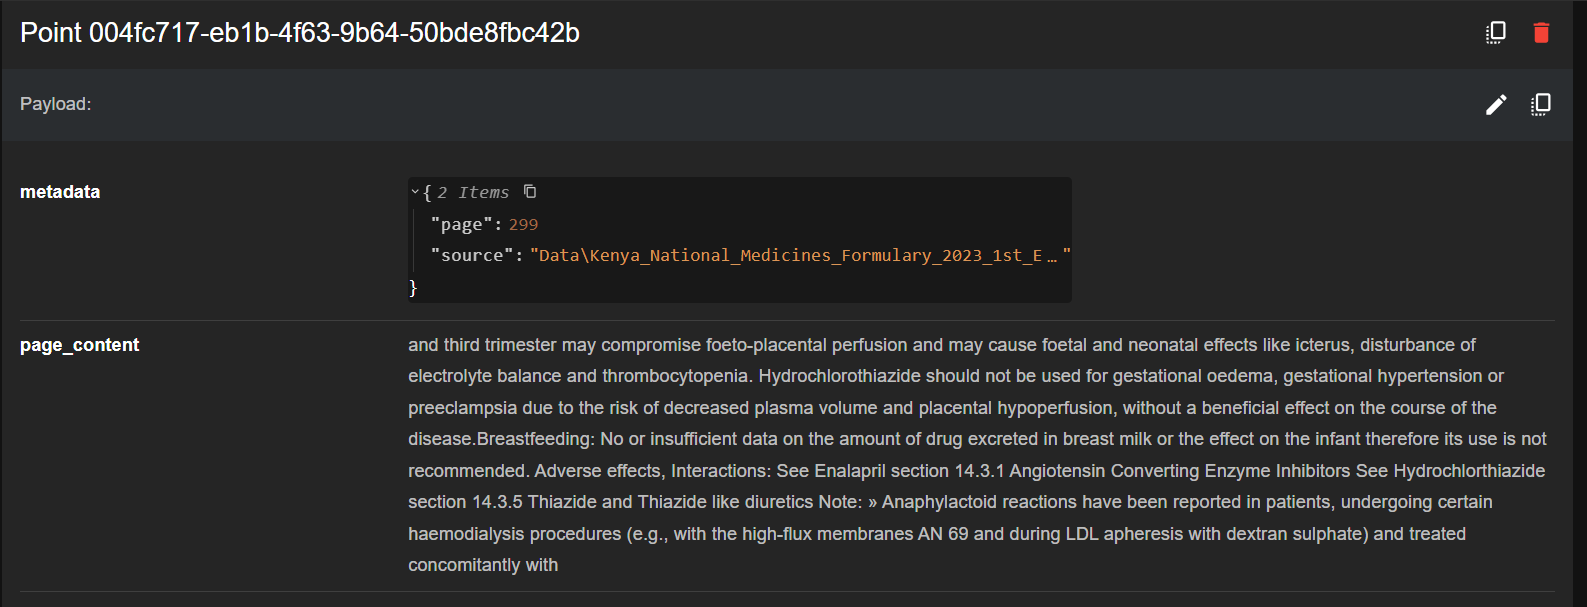 Point 004fc717-eb1b-4f63-9b64-50bde8fbc42b
Payload:
metadata
{ 2 Items
"page": 299
"source": "Data\Kenya_National_Medicines_Formulary_2023_1st_E…"
}
page_content
and third trimester may compromise foeto-placental perfusion and may cause foetal and neonatal effects like icterus, disturbance of
electrolyte balance and thrombocytopenia. Hydrochlorothiazide should not be used for gestational oedema, gestational hypertension or
preeclampsia due to the risk of decreased plasma volume and placental hypoperfusion, without a beneficial effect on the course of the
disease.Breastfeeding: No or insufficient data on the amount of drug excreted in breast milk or the effect on the infant therefore its use is not
recommended. Adverse effects, Interactions: See Enalapril section 14.3.1 Angiotensin Converting Enzyme Inhibitors See Hydrochlorthiazide
section 14.3.5 Thiazide and Thiazide like diuretics Note: » Anaphylactoid reactions have been reported in patients, undergoing certain
haemodialysis procedures (e.g., with the high-flux membranes AN 69 and during LDL apheresis with dextran sulphate) and treated
concomitantly with